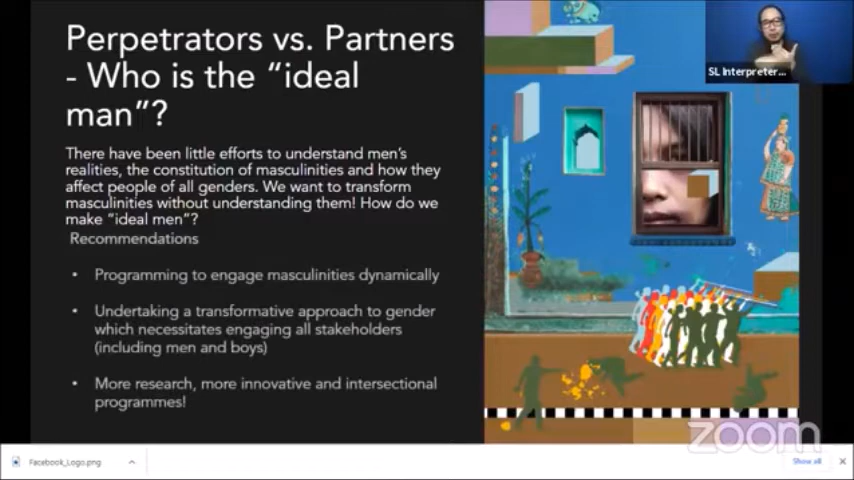 Perpetrators vs. Partners
- Who is the “ideal
man”?
There have been little efforts to understand men’s
realities, the constitution of masculinities and how they
affect people of all genders. We want to transform
masculinities without understanding them! How do we
make “ideal men”?
Recommendations
• Programming to engage masculinities dynamically
• Undertaking a transformative approach to gender
which necessitates engaging all stakeholders
(including men and boys)
• More research, more innovative and intersectional
programmes!
SL Interpreter...
zoom
Facebook_Logo.png
Show all